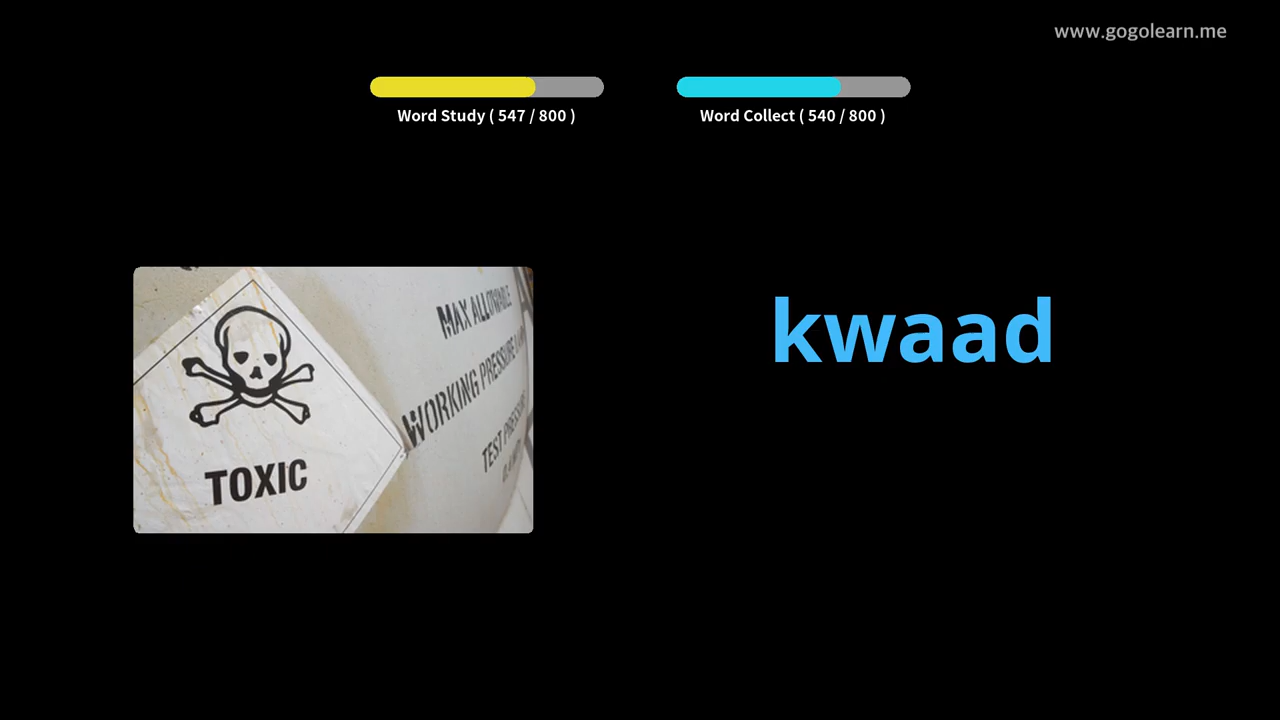 www.gogolearn.me
Word Study ( 547 / 800 )
Word Collect ( 540 / 800 )
kwaad
MAX ALLOWABLE
WORKING PRESSURE
TEST PRESSURE
TOXIC